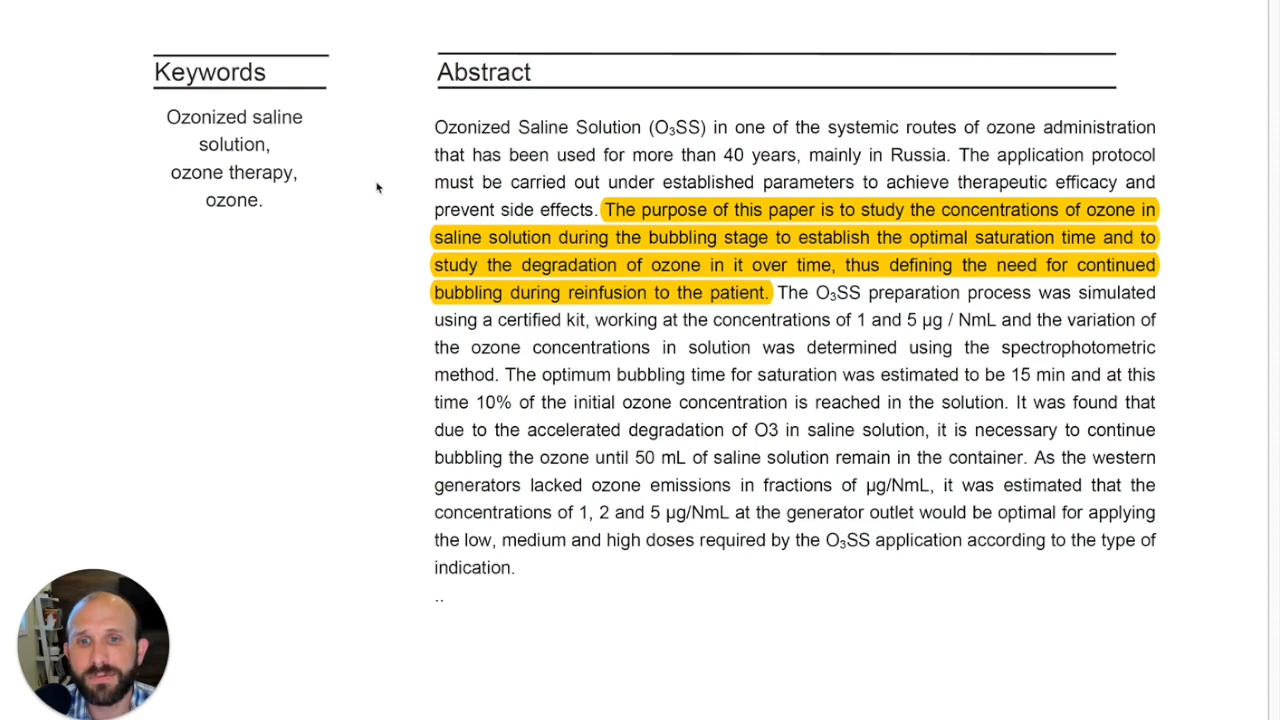 Keywords
Ozonized saline
solution,
ozone therapy,
ozone.
Abstract
Ozonized Saline Solution (O₃SS) in one of the systemic routes of ozone administration
that has been used for more than 40 years, mainly in Russia. The application protocol
must be carried out under established parameters to achieve therapeutic efficacy and
prevent side effects. The purpose of this paper is to study the concentrations of ozone in
saline solution during the bubbling stage to establish the optimal saturation time and to
study the degradation of ozone in it over time, thus defining the need for continued
bubbling during reinfusion to the patient. The O₃SS preparation process was simulated
using a certified kit, working at the concentrations of 1 and 5 µg / NmL and the variation of
the ozone concentrations in solution was determined using the spectrophotometric
method. The optimum bubbling time for saturation was estimated to be 15 min and at this
time 10% of the initial ozone concentration is reached in the solution. It was found that
due to the accelerated degradation of O3 in saline solution, it is necessary to continue
bubbling the ozone until 50 mL of saline solution remain in the container. As the western
generators lacked ozone emissions in fractions of µg/NmL, it was estimated that the
concentrations of 1, 2 and 5 µg/NmL at the generator outlet would be optimal for applying
the low, medium and high doses required by the O₃SS application according to the type of
indication.
..